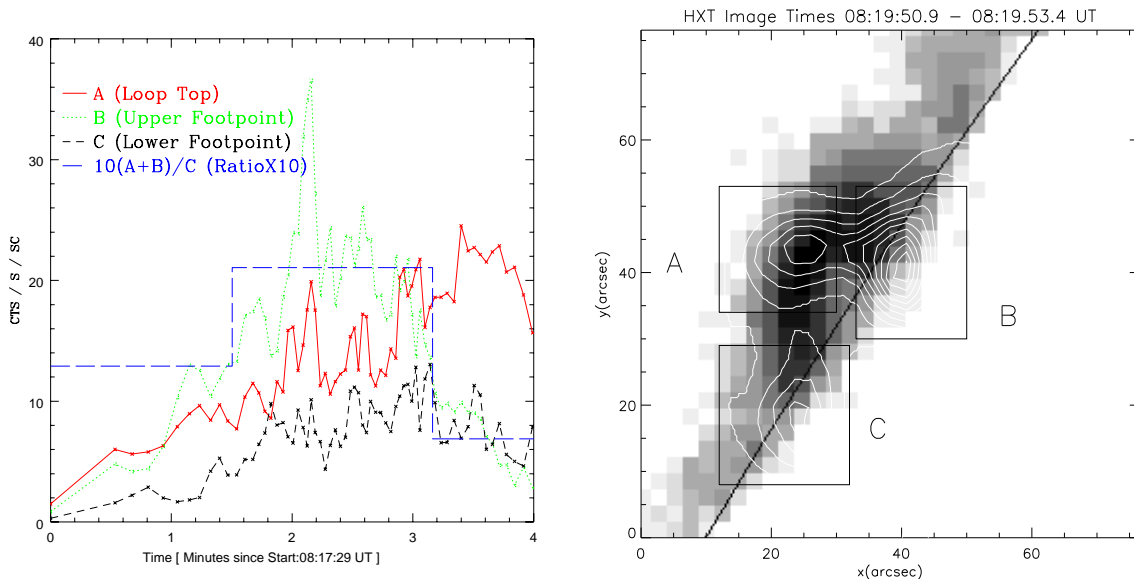 40
30
20
10
0
CTS / s / SC
A (Loop Top)
B (Upper Footpoint)
C (Lower Footpoint)
10(A+B)/C (RatioX10)
0 1 2 3 4
Time [ Minutes since Start:08:17:29 UT ]
HXT Image Times 08:19:50.9 - 08:19.53.4 UT
60
40
20
0
y(arcsec)
A
B
C
0 20 40 60
x(arcsec)